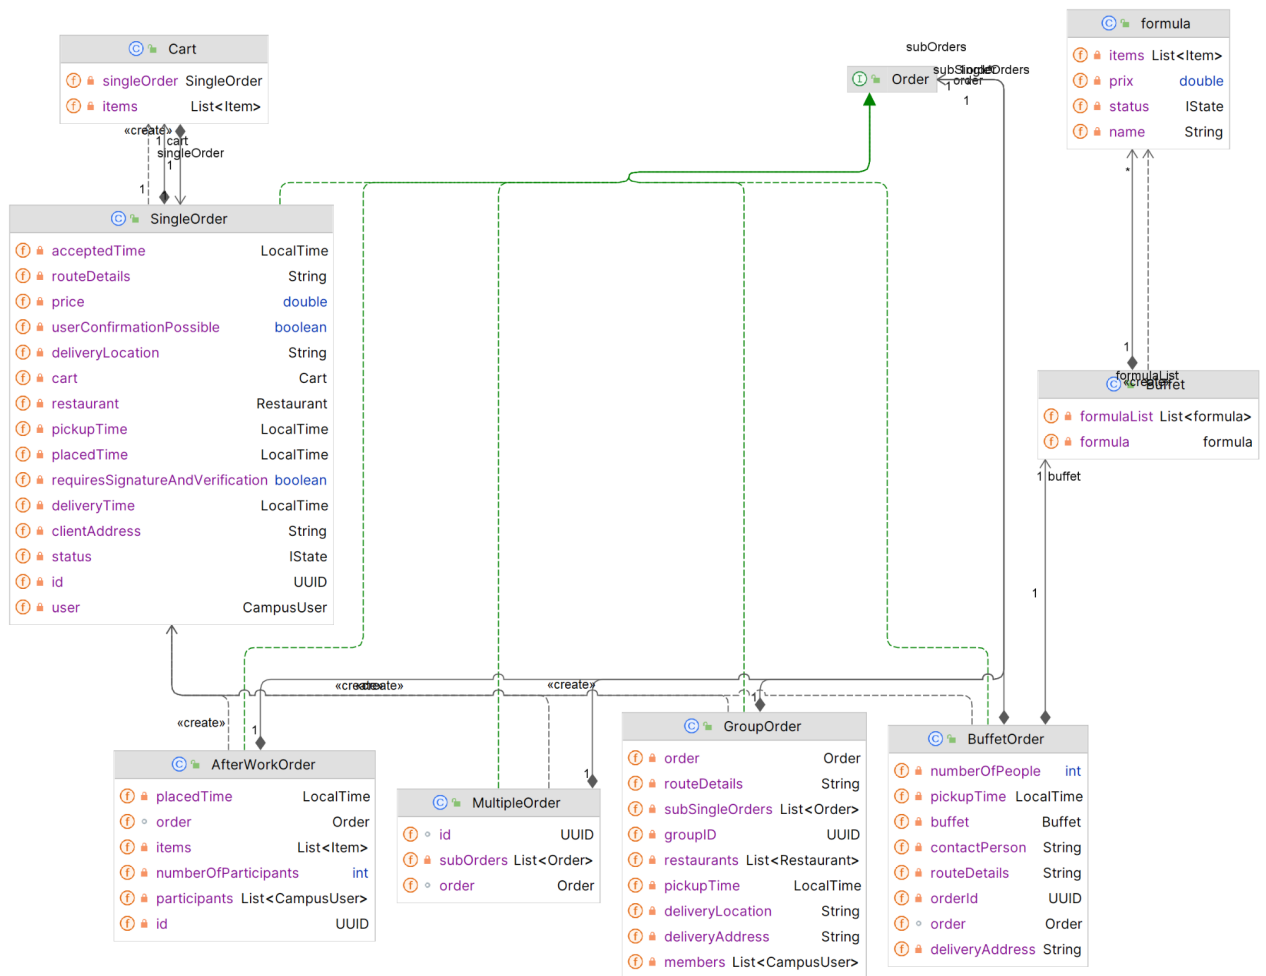 Cart
singleOrder SingleOrder
items List<Item>
«create»
1 cart
singleOrder
1
1
1
SingleOrder
acceptedTime LocalTime
routeDetails String
price double
userConfirmationPossible boolean
deliveryLocation String
cart Cart
restaurant Restaurant
pickupTime LocalTime
placedTime LocalTime
requiresSignatureAndVerification boolean
deliveryTime LocalTime
clientAddress String
status IState
id UUID
user CampusUser
subOrders
Order
subSingleOrders
order
1
1
formula
items List<Item>
prix double
status IState
name String
*
1
formulaList
«create»
Buffet
formulaList List<formula>
formula formula
1 buffet
1
«create»
«create»
«create»
«create»
1
1
1
AfterWorkOrder
placedTime LocalTime
order Order
items List<Item>
numberOfParticipants int
participants List<CampusUser>
id UUID
MultipleOrder
id UUID
subOrders List<Order>
order Order
GroupOrder
order Order
routeDetails String
subSingleOrders List<Order>
groupID UUID
restaurants List<Restaurant>
pickupTime LocalTime
deliveryLocation String
deliveryAddress String
members List<CampusUser>
BuffetOrder
numberOfPeople int
pickupTime LocalTime
buffet Buffet
contactPerson String
routeDetails String
orderId UUID
order Order
deliveryAddress String